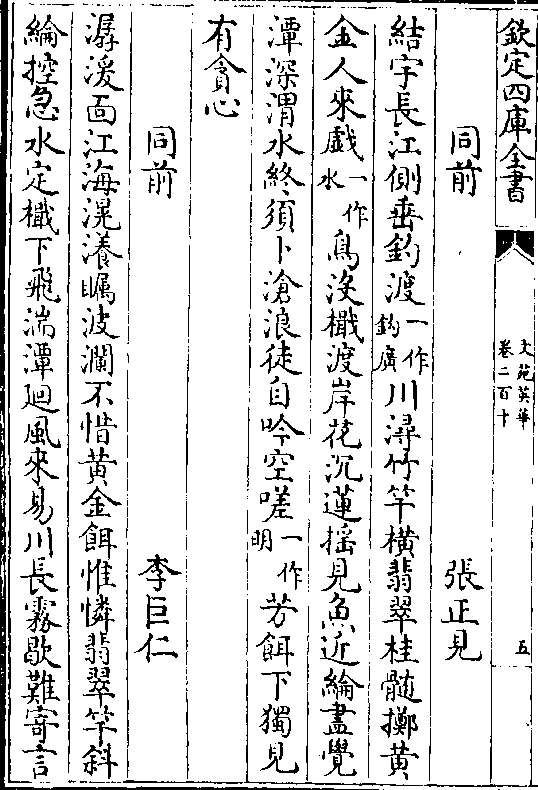 欽定四庫全書
文苑英華
卷二百十
五
同前 張正見
結宇長江側垂釣渡一作釣廣川潯竹竿橫翡翠桂髄擲黄
金人來戯一作水鳥没檝渡岸花沉蓮揺見魚近綸盡覺
潭深渭水終須卜滄浪徒自吟空嗟一作明芳餌下獨見
有貪心
同前 李巨仁
潺湲面江海滉瀁矚波瀾不惜黄金餌惟憐翡翠竿斜
綸控急水定檝下飛湍潭廻風來易川長霧歇難寄言